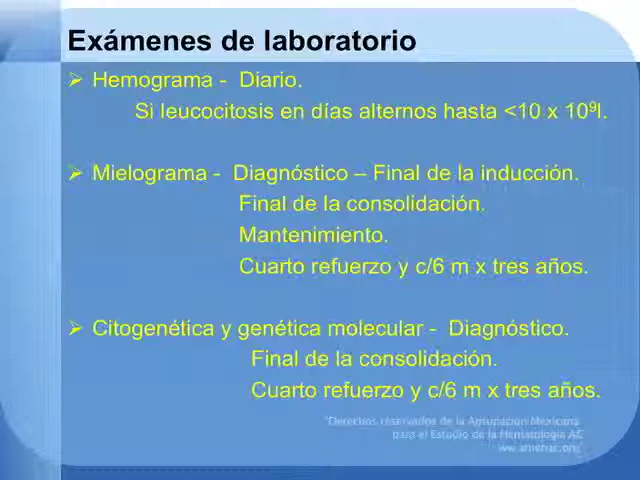 Exámenes de laboratorio
Hemograma - Diario.
Si leucocitosis en días alternos hasta <10 x 10⁹l.
Mielograma - Diagnóstico – Final de la inducción.
Final de la consolidación.
Mantenimiento.
Cuarto refuerzo y c/6 m x tres años.
Citogenética y genética molecular - Diagnóstico.
Final de la consolidación.
Cuarto refuerzo y c/6 m x tres años.
"Derechos reservados de la Agrupación Mexicana
para el Estudio de la Hematología AC